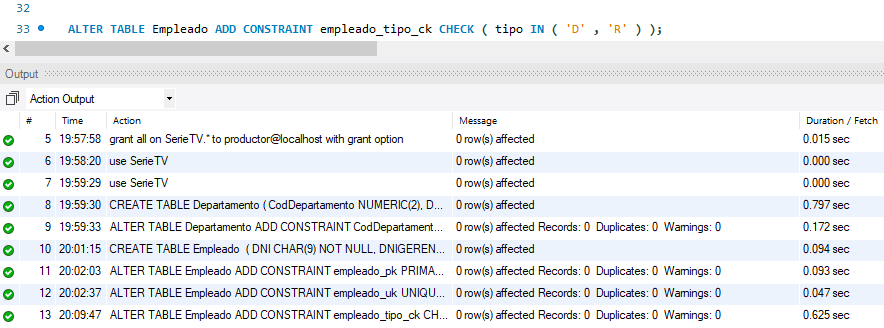 32
33 ALTER TABLE Empleado ADD CONSTRAINT empleado_tipo_ck CHECK ( tipo IN ( 'D' , 'R' ) );
Output
Action Output
# Time Action Message Duration / Fetch
5 19:57:58 grant all on SerieTV.* to productor@localhost with grant option 0 row(s) affected 0.015 sec
6 19:58:20 use SerieTV 0 row(s) affected 0.000 sec
7 19:59:29 use SerieTV 0 row(s) affected 0.000 sec
8 19:59:30 CREATE TABLE Departamento ( CodDepartamento NUMERIC(2), D... 0 row(s) affected 0.797 sec
9 19:59:33 ALTER TABLE Departamento ADD CONSTRAINT CodDepartamento... 0 row(s) affected Records: 0 Duplicates: 0 Warnings: 0 0.172 sec
10 20:01:15 CREATE TABLE Empleado ( DNI CHAR(9) NOT NULL, DNIGEREN... 0 row(s) affected 0.094 sec
11 20:02:03 ALTER TABLE Empleado ADD CONSTRAINT empleado_pk PRIMA... 0 row(s) affected Records: 0 Duplicates: 0 Warnings: 0 0.093 sec
12 20:02:37 ALTER TABLE Empleado ADD CONSTRAINT empleado_uk UNIQU... 0 row(s) affected Records: 0 Duplicates: 0 Warnings: 0 0.047 sec
13 20:09:47 ALTER TABLE Empleado ADD CONSTRAINT empleado_tipo_ck CH... 0 row(s) affected Records: 0 Duplicates: 0 Warnings: 0 0.625 sec